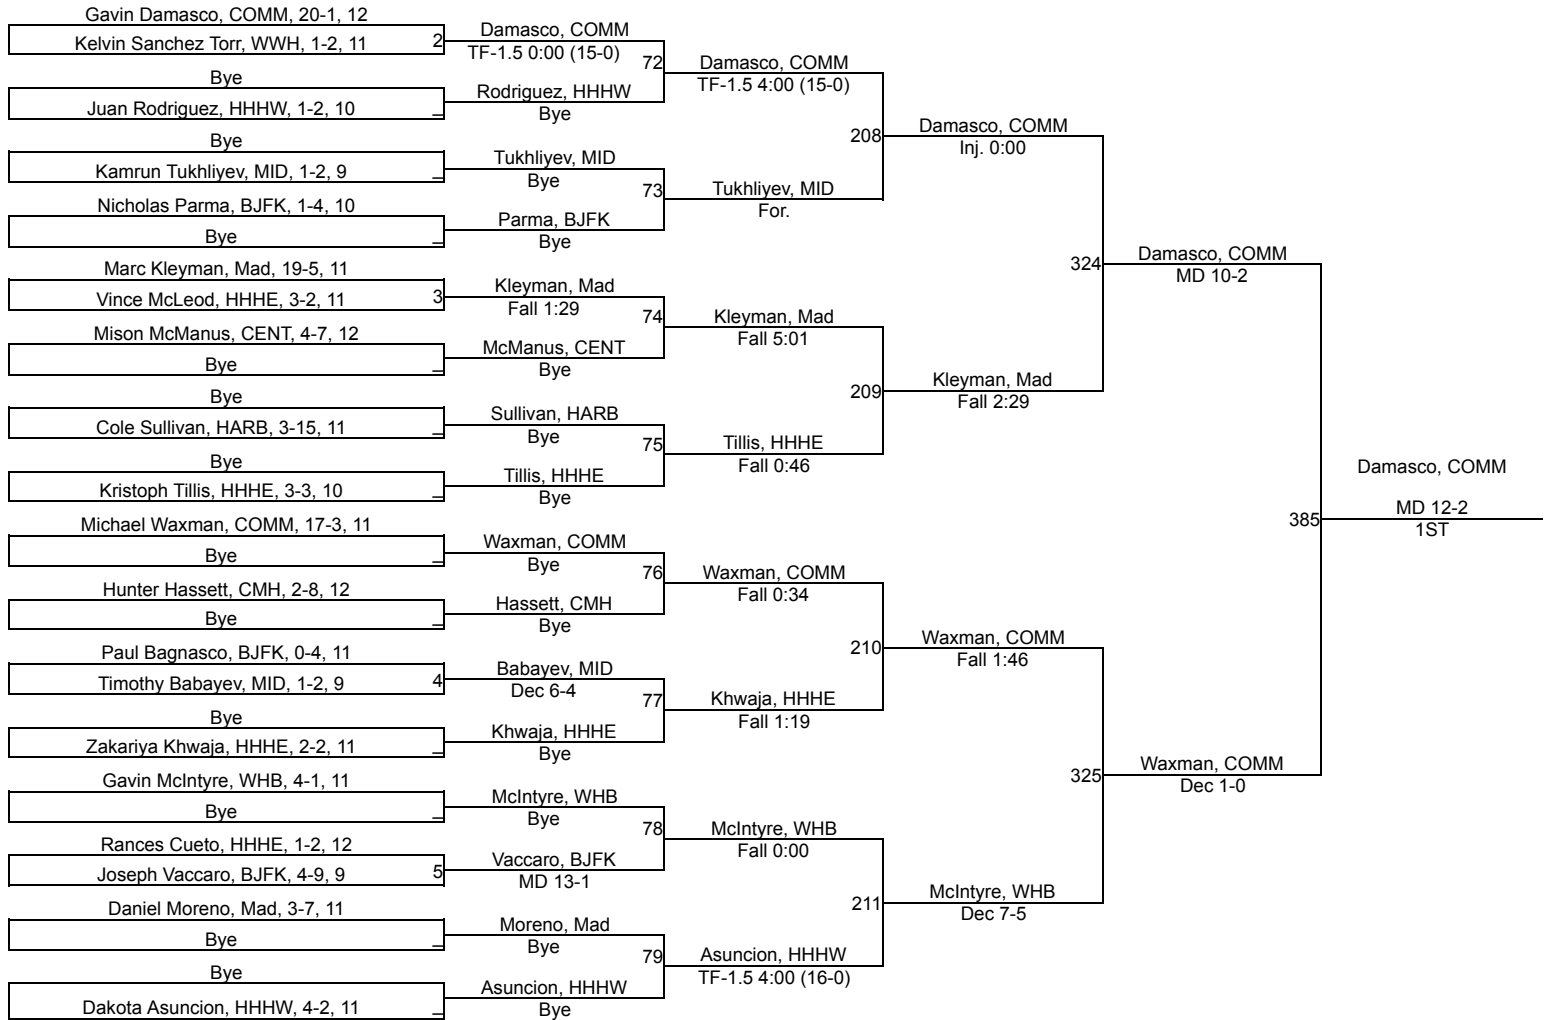 Gavin Damasco, COMM, 20-1, 12
Kelvin Sanchez Torr, WWH, 1-2, 11
2
Bye
Juan Rodriguez, HHHW, 1-2, 10
_
Bye
Kamrun Tukhliyev, MID, 1-2, 9
_
Nicholas Parma, BJFK, 1-4, 10
Bye
_
Marc Kleyman, Mad, 19-5, 11
Vince McLeod, HHHE, 3-2, 11
3
Mison McManus, CENT, 4-7, 12
Bye
_
Bye
Cole Sullivan, HARB, 3-15, 11
_
Bye
Kristoph Tillis, HHHE, 3-3, 10
_
Michael Waxman, COMM, 17-3, 11
Bye
_
Hunter Hassett, CMH, 2-8, 12
Bye
_
Paul Bagnasco, BJFK, 0-4, 11
Timothy Babayev, MID, 1-2, 9
4
Bye
Zakariya Khwaja, HHHE, 2-2, 11
_
Gavin McIntyre, WHB, 4-1, 11
Bye
_
Rances Cueto, HHHE, 1-2, 12
Joseph Vaccaro, BJFK, 4-9, 9
5
Daniel Moreno, Mad, 3-7, 11
Bye
_
Bye
Dakota Asuncion, HHHW, 4-2, 11
_
Damasco, COMM
TF-1.5 0:00 (15-0)
72
Rodriguez, HHHW
Bye
Tukhliyev, MID
Bye
73
Parma, BJFK
Bye
Kleyman, Mad
Fall 1:29
74
McManus, CENT
Bye
Sullivan, HARB
Bye
75
Tillis, HHHE
Bye
Waxman, COMM
Bye
76
Hassett, CMH
Bye
Babayev, MID
Dec 6-4
77
Khwaja, HHHE
Bye
McIntyre, WHB
Bye
78
Vaccaro, BJFK
MD 13-1
Moreno, Mad
Bye
79
Asuncion, HHHW
Bye
Damasco, COMM
TF-1.5 4:00 (15-0)
208
Tukhliyev, MID
For.
Kleyman, Mad
Fall 5:01
209
Tillis, HHHE
Fall 0:46
Waxman, COMM
Fall 0:34
210
Khwaja, HHHE
Fall 1:19
McIntyre, WHB
Fall 0:00
211
Asuncion, HHHW
TF-1.5 4:00 (16-0)
Damasco, COMM
Inj. 0:00
324
Kleyman, Mad
Fall 2:29
Waxman, COMM
Fall 1:46
325
McIntyre, WHB
Dec 7-5
Damasco, COMM
MD 10-2
385
Waxman, COMM
Dec 1-0
Damasco, COMM
MD 12-2
1ST